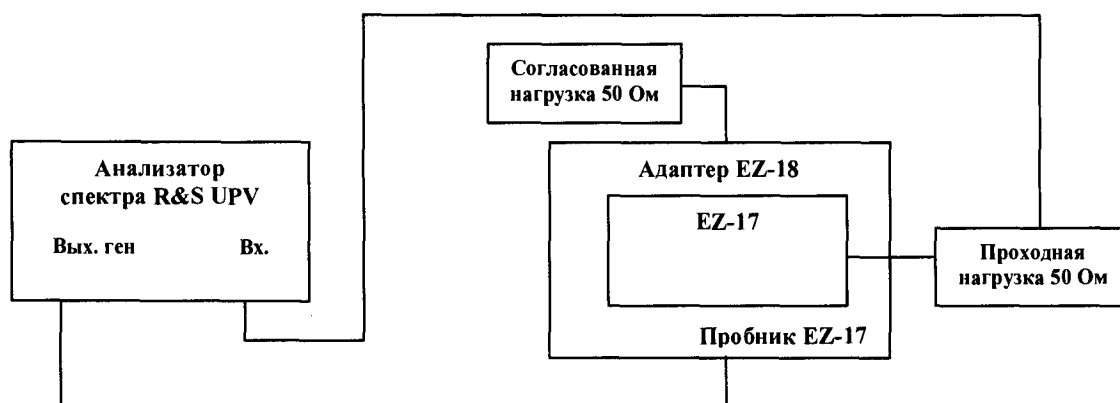 Согласованная
нагрузка 50 Ом
Анализатор
спектра R&S UPV
Вых. ген Вх.
Адаптер EZ-18
EZ-17
Проходная
нагрузка 50 Ом
Пробник EZ-17